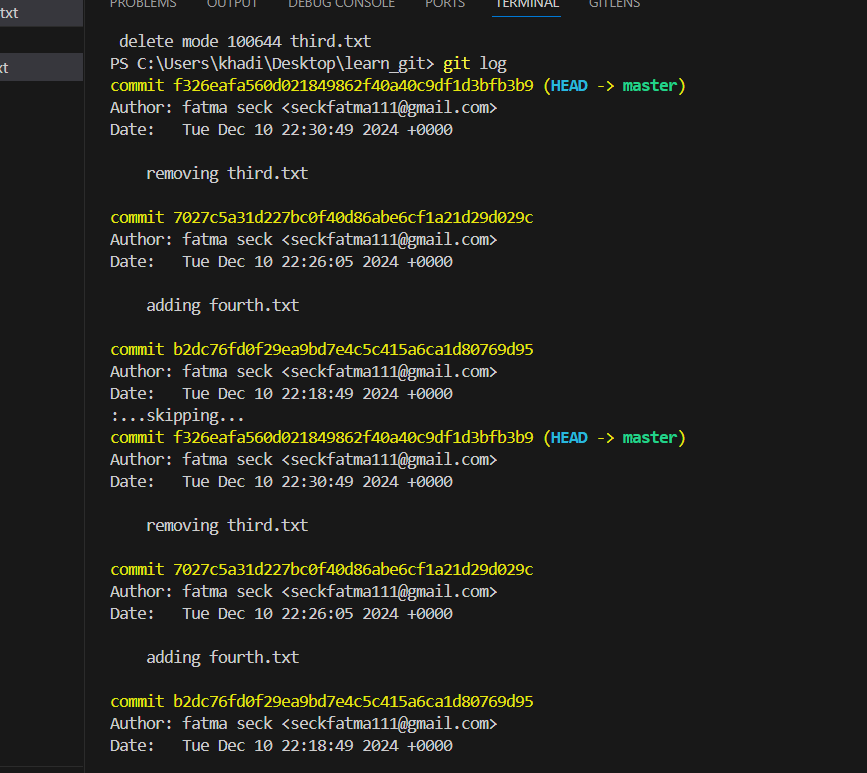 txt
PROBLEMS OUTPUT DEBUG CONSOLE PORTS TERMINAL GITLENS
xt
delete mode 100644 third.txt
PS C:\Users\khadi\Desktop\learn_git> git log
commit f326eafa560d021849862f40a40c9df1d3bfb3b9 (HEAD -> master)
Author: fatma seck <seckfatma111@gmail.com>
Date:   Tue Dec 10 22:30:49 2024 +0000
removing third.txt
commit 7027c5a31d227bc0f40d86abe6cf1a21d29d029c
Author: fatma seck <seckfatma111@gmail.com>
Date:   Tue Dec 10 22:26:05 2024 +0000
adding fourth.txt
commit b2dc76fd0f29ea9bd7e4c5c415a6ca1d80769d95
Author: fatma seck <seckfatma111@gmail.com>
Date:   Tue Dec 10 22:18:49 2024 +0000
:...skipping...
commit f326eafa560d021849862f40a40c9df1d3bfb3b9 (HEAD -> master)
Author: fatma seck <seckfatma111@gmail.com>
Date:   Tue Dec 10 22:30:49 2024 +0000
removing third.txt
commit 7027c5a31d227bc0f40d86abe6cf1a21d29d029c
Author: fatma seck <seckfatma111@gmail.com>
Date:   Tue Dec 10 22:26:05 2024 +0000
adding fourth.txt
commit b2dc76fd0f29ea9bd7e4c5c415a6ca1d80769d95
Author: fatma seck <seckfatma111@gmail.com>
Date:   Tue Dec 10 22:18:49 2024 +0000